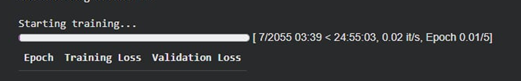 Starting training...
[ 7/2055 03:39 < 24:55:03, 0.02 it/s, Epoch 0.01/5]
Epoch Training Loss Validation Loss